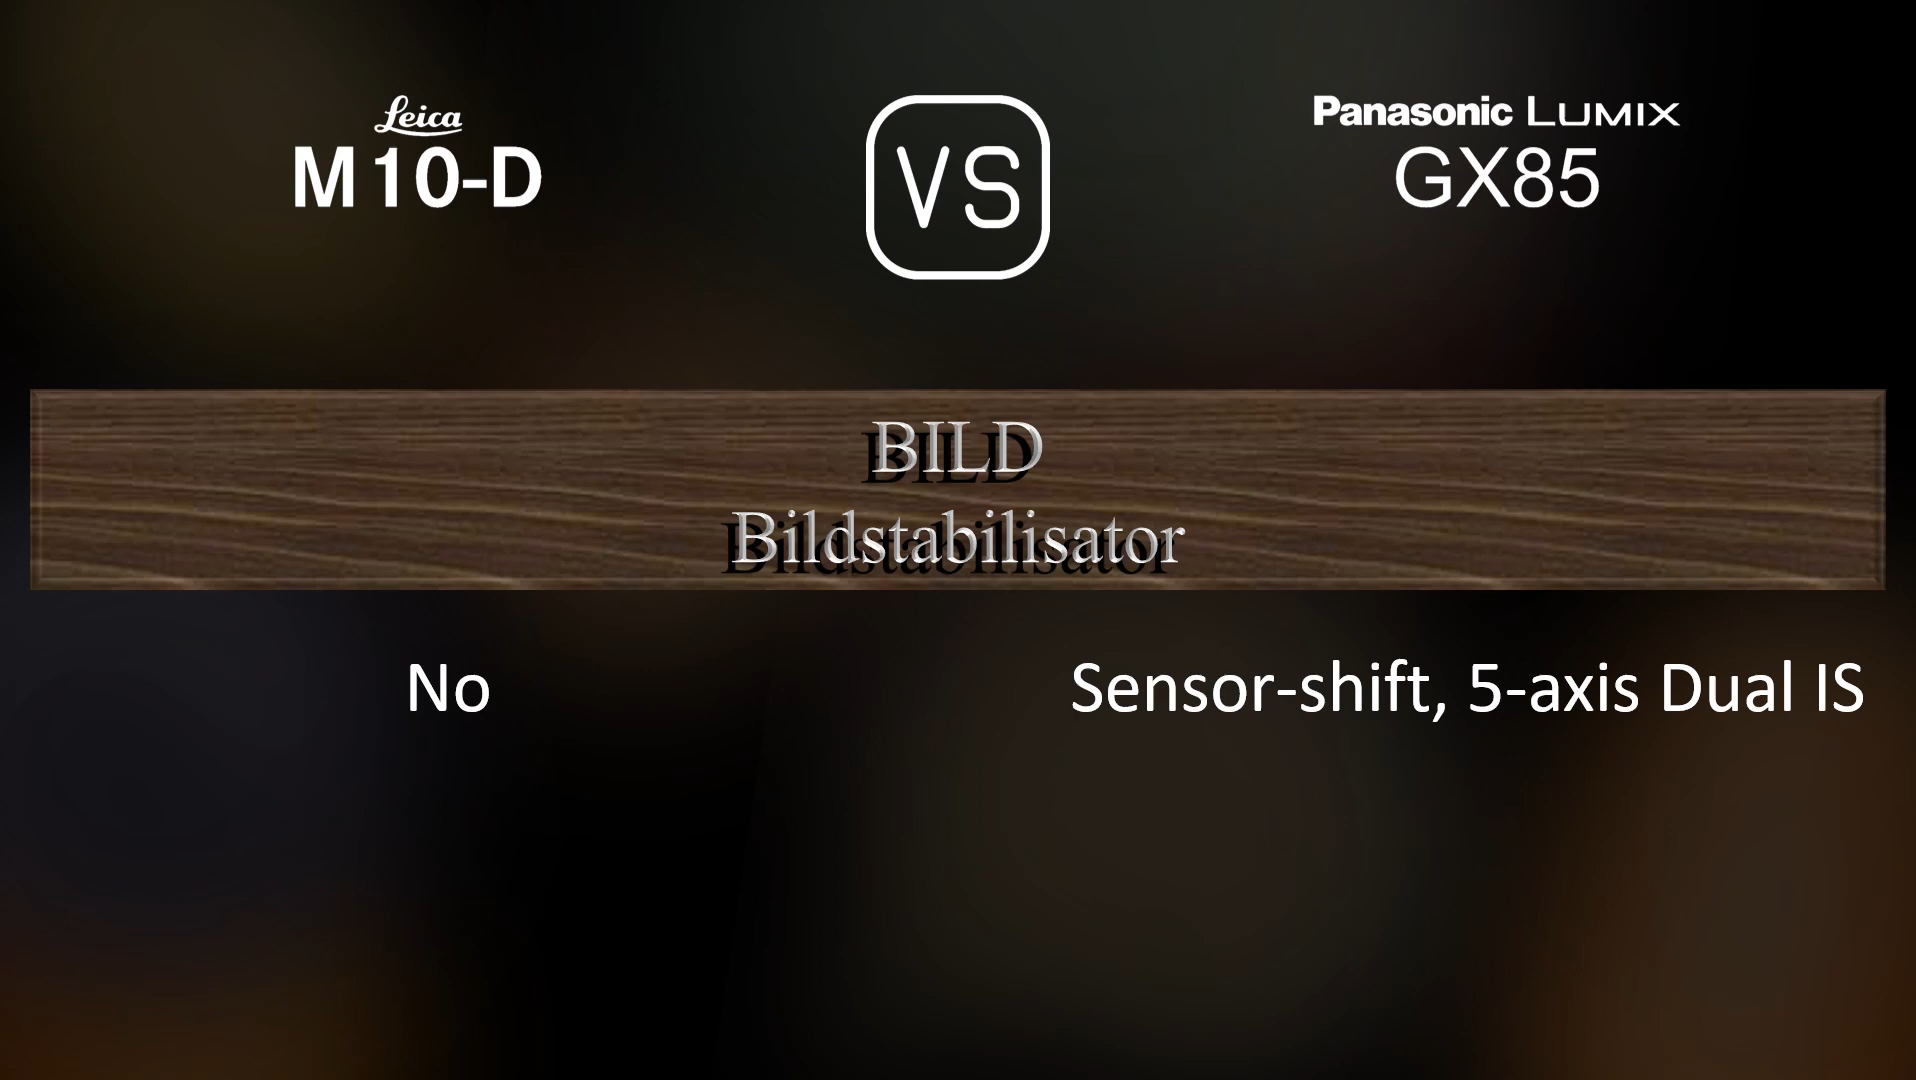 Leica
M10-D
VS
Panasonic LUMIX
GX85
BILD
Bildstabilisator
No
Sensor-shift, 5-axis Dual IS